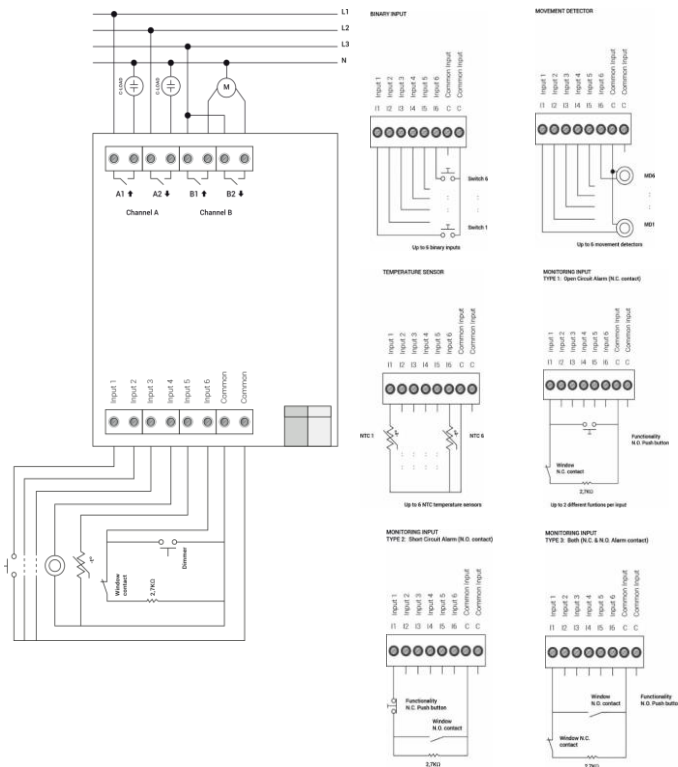 L1
L2
L3
N
C-LOAD
C-LOAD
M
A1
A2
B1
B2
Channel A
Channel B
Input 1
Input 2
Input 3
Input 4
Input 5
Input 6
Common
Common
t°
Window
contact
2,7KΩ
Dimmer
BINARY INPUT
Input 1
Input 2
Input 3
Input 4
Input 5
Input 6
Common Input
I1 I2 I3 I4 I5 I6 C C
Switch 6
Switch 1
Up to 6 binary inputs
MOVEMENT DETECTOR
Input 1
Input 2
Input 3
Input 4
Input 5
Input 6
Common Input
Common Input
I1 I2 I3 I4 I5 I6 C C
MD6
MD1
Up to 6 movement detectors
TEMPERATURE SENSOR
Input 1
Input 2
Input 3
Input 4
Input 5
Input 6
Common Input
Common Input
I1 I2 I3 I4 I5 I6 C C
NTC 1
NTC 6
Up to 6 NTC temperature sensors
MONITORING INPUT
TYPE 1: Open Circuit Alarm (N.C. contact)
Input 1
Input 2
Input 3
Input 4
Input 5
Input 6
Common Input
Common Input
I1 I2 I3 I4 I5 I6 C C
Functionality
N.O. Push button
Window
N.C. contact
2,7KΩ
Up to 2 different funtions per input
MONITORING INPUT
TYPE 2: Short Circuit Alarm (N.O. contact)
Input 1
Input 2
Input 3
Input 4
Input 5
Input 6
Common Input
Common Input
I1 I2 I3 I4 I5 I6 C C
Functionality
N.C. Push button
Window
N.O. contact
2,7KΩ
MONITORING INPUT
TYPE 3: Both (N.C. & N.O. Alarm contact)
Input 1
Input 2
Input 3
Input 4
Input 5
Input 6
Common Input
Common Input
I1 I2 I3 I4 I5 I6 C C
Window
N.O. contact
Functionality
N.O. Push butto
Window N.C.
contact
2,7KΩ